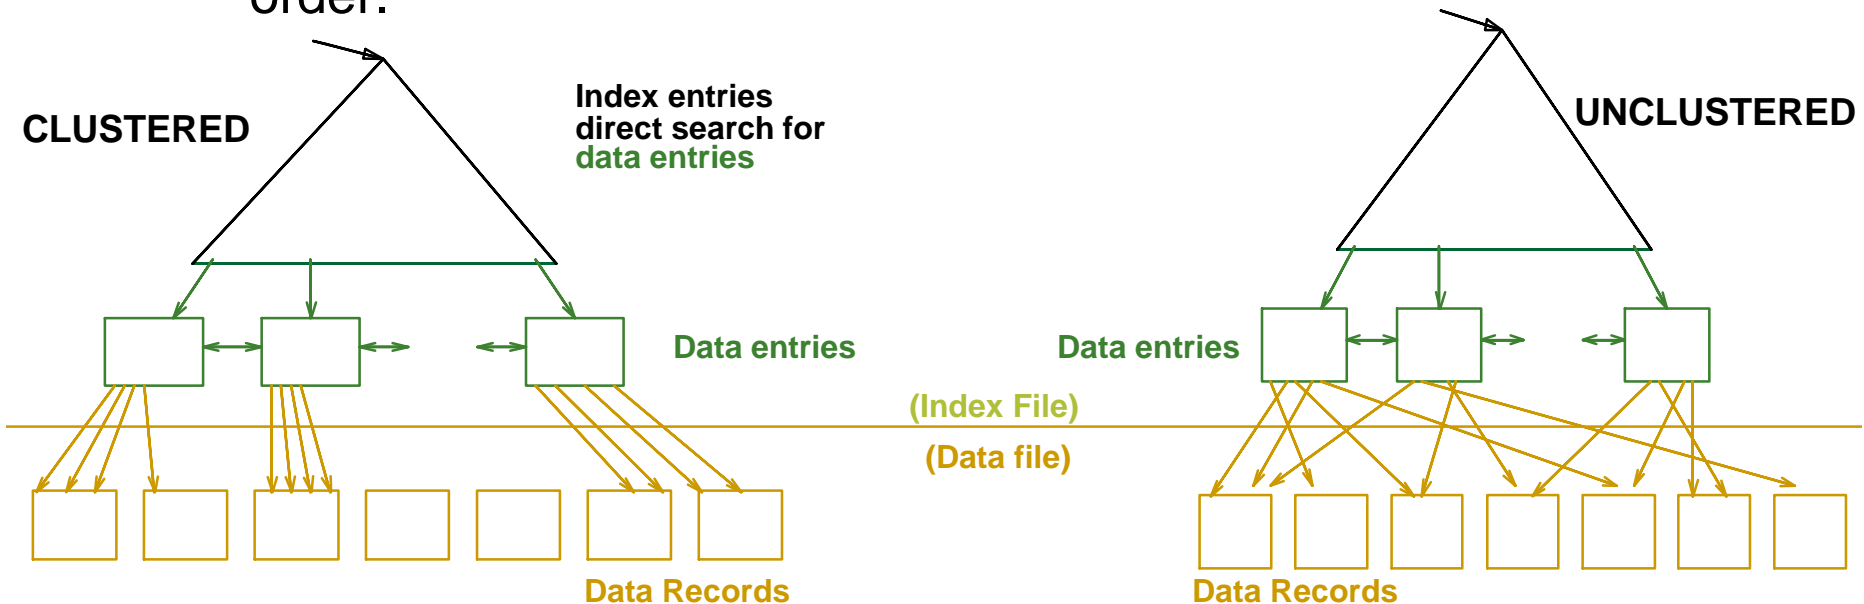 order.
CLUSTERED
Index entries
direct search for
data entries
UNCLUSTERED
Data entries
Data entries
(Index File)
(Data file)
Data Records
Data Records